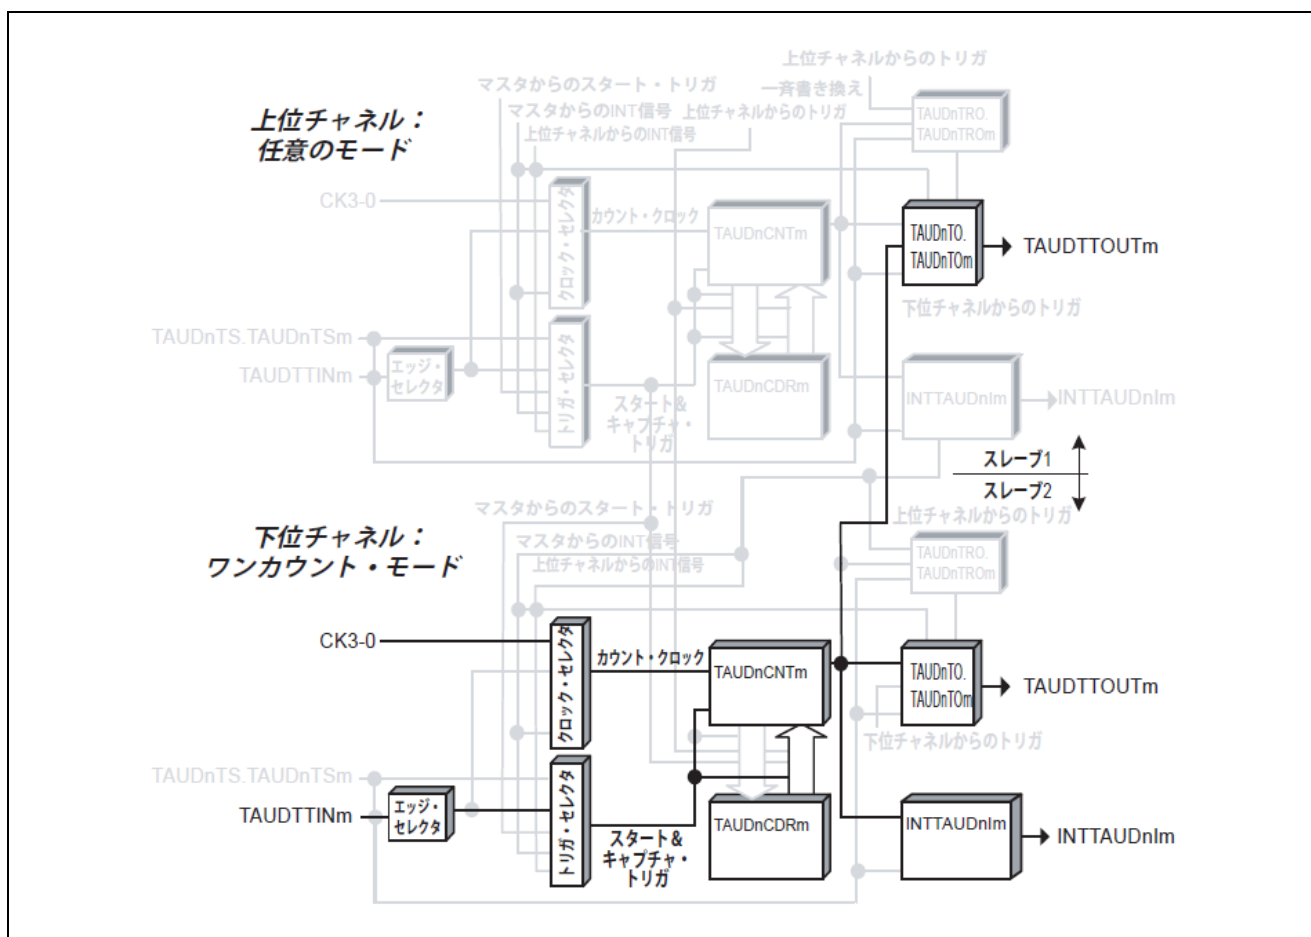 上位チャネルからのトリガ
マスタからのスタート・トリガ
一斉書き換え
マスタからのINT信号
上位チャネルからのトリガ
TAUDnTRO.
TAUDnTROm
上位チャネル：
任意のモード
上位チャネルからのINT信号
CK3-0
クロック・セレクタ
カウント・クロック
TAUDnCNTm
TAUDnTO.
TAUDnTOm
TAUDTTOUTm
下位チャネルからのトリガ
TAUDnTS.TAUDnTSm
TAUDTTINm
エッジ・
セレクタ
トリガ・セレクタ
スタート&
キャプチャ・
トリガ
TAUDnCDRm
INTTAUDnIm
INTTAUDnIm
スレーブ1
スレーブ2
マスタからのスタート・トリガ
上位チャネルからのトリガ
下位チャネル：
ワンカウント・モード
マスタからのINT信号
上位チャネルからのINT信号
TAUDnTRO.
TAUDnTROm
CK3-0
クロック・セレクタ
カウント・クロック
TAUDnCNTm
TAUDnTO.
TAUDnTOm
TAUDTTOUTm
下位チャネルからのトリガ
TAUDnTS.TAUDnTSm
TAUDTTINm
エッジ・
セレクタ
トリガ・セレクタ
スタート&
キャプチャ・
トリガ
TAUDnCDRm
INTTAUDnIm
INTTAUDnIm